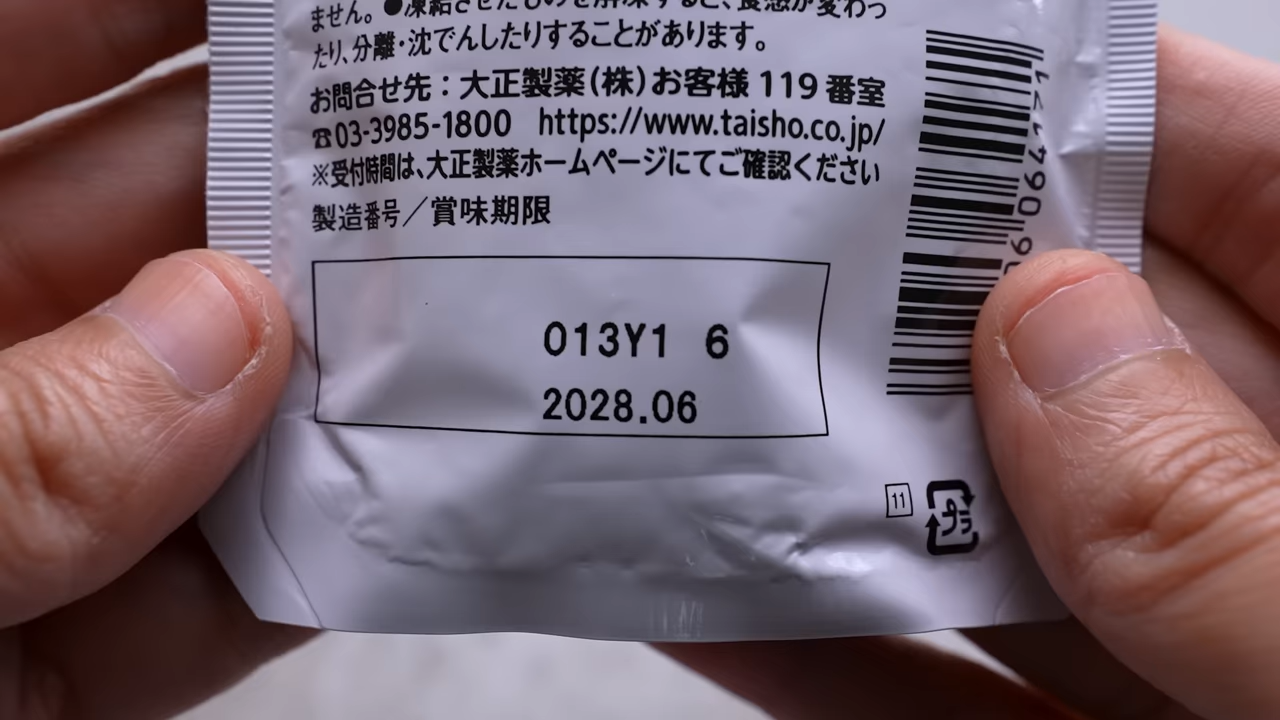 ません。●凍結させたものを解凍すると、食感が変わっ
たり、分離・沈でんしたりすることがあります。
お問合せ先：大正製薬（株）お客様119番室
☎03-3985-1800 https://www.taisho.co.jp/
※受付時間は、大正製薬ホームページにてご確認ください
製造番号／賞味期限
013Y1 6
2028.06
11
プラ